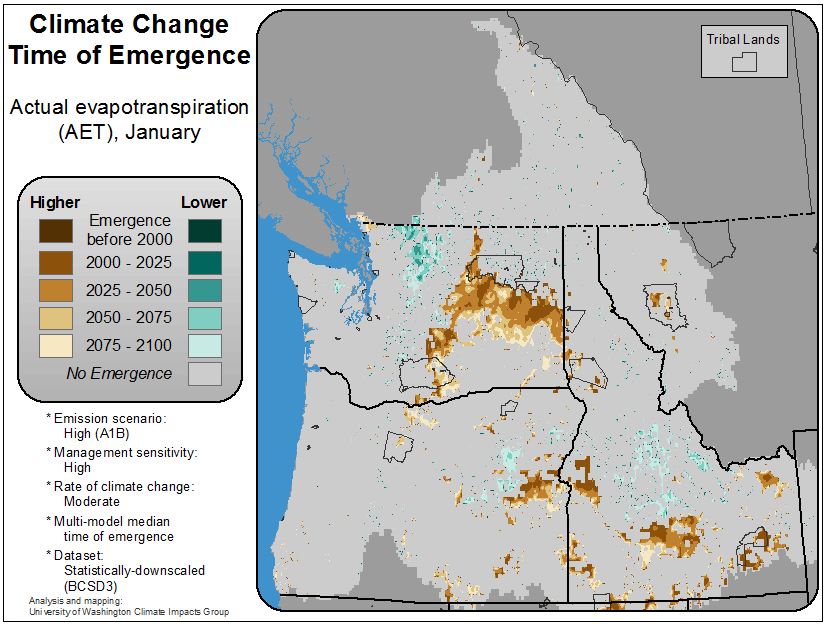 Climate Change
Time of Emergence
Actual evapotranspiration
(AET), January
Higher Lower
Emergence
before 2000
2000 - 2025
2025 - 2050
2050 - 2075
2075 - 2100
No Emergence
* Emission scenario:
High (A1B)
* Management sensitivity:
High
* Rate of climate change:
Moderate
* Multi-model median
time of emergence
* Dataset:
Statistically-downscaled
(BCSD3)
Analysis and mapping:
University of Washington Climate Impacts Group
Tribal Lands